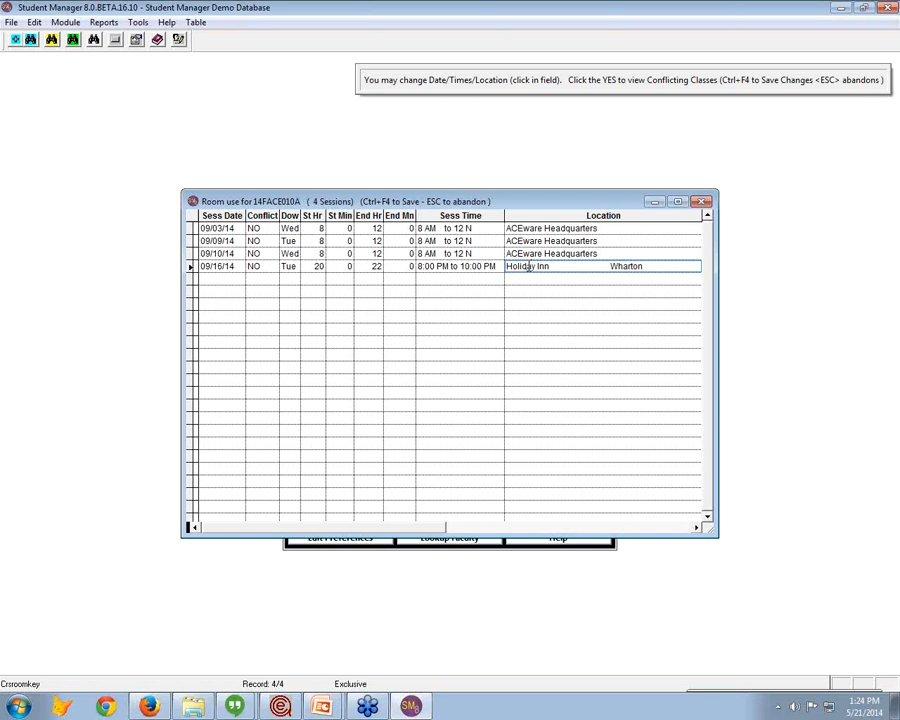 Student Manager 8.0.BETA.16.10 - Student Manager Demo Database
File Edit Module Reports Tools Help Table
You may change Date/Times/Location (click in field). Click the YES to view Conflicting Classes (Ctrl+F4 to Save Changes <ESC> abandons )
Room use for 14FACE010A ( 4 Sessions) (Ctrl+F4 to Save - ESC to abandon )
Sess Date Conflict Dow St Hr St Min End Hr End Mn Sess Time Location
09/03/14 NO Wed 8 0 12 0 8 AM to 12 N ACEware Headquarters
09/09/14 NO Tue 8 0 12 0 8 AM to 12 N ACEware Headquarters
09/10/14 NO Wed 8 0 12 0 8 AM to 12 N ACEware Headquarters
09/16/14 NO Tue 20 0 22 0 8:00 PM to 10:00 PM Holiday Inn Wharton
Edit Preferences Lookup Faculty Help
Crsroomkey Record: 4/4 Exclusive
SM8
1:24 PM
5/21/2014